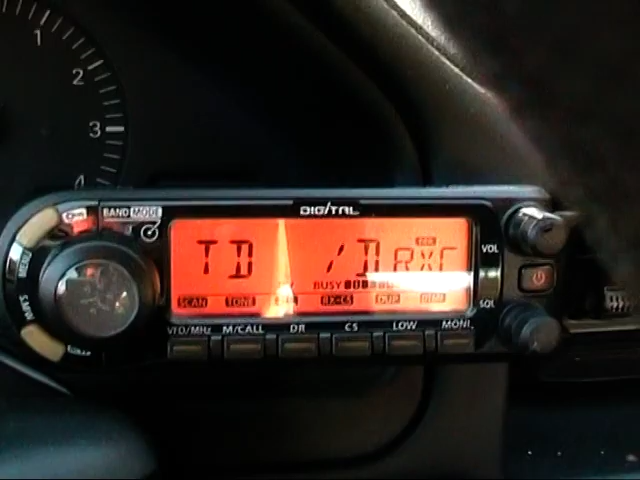 1
2
3
4
BAND MODE
DIGITAL
TD /D RXC
BUSY
SCAN TONE RX→CS DUP
VOL
SQL
VFO/MHz M/CALL DR CS LOW MONI